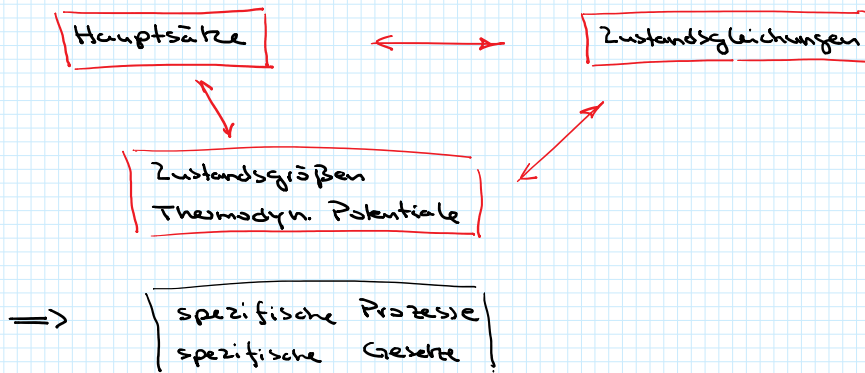 Hauptsätze
Zustandsgleichungen
Zustandsgrößen
Thermodyn. Potentiale
=> spezifische Prozesse
spezifische Gesetze